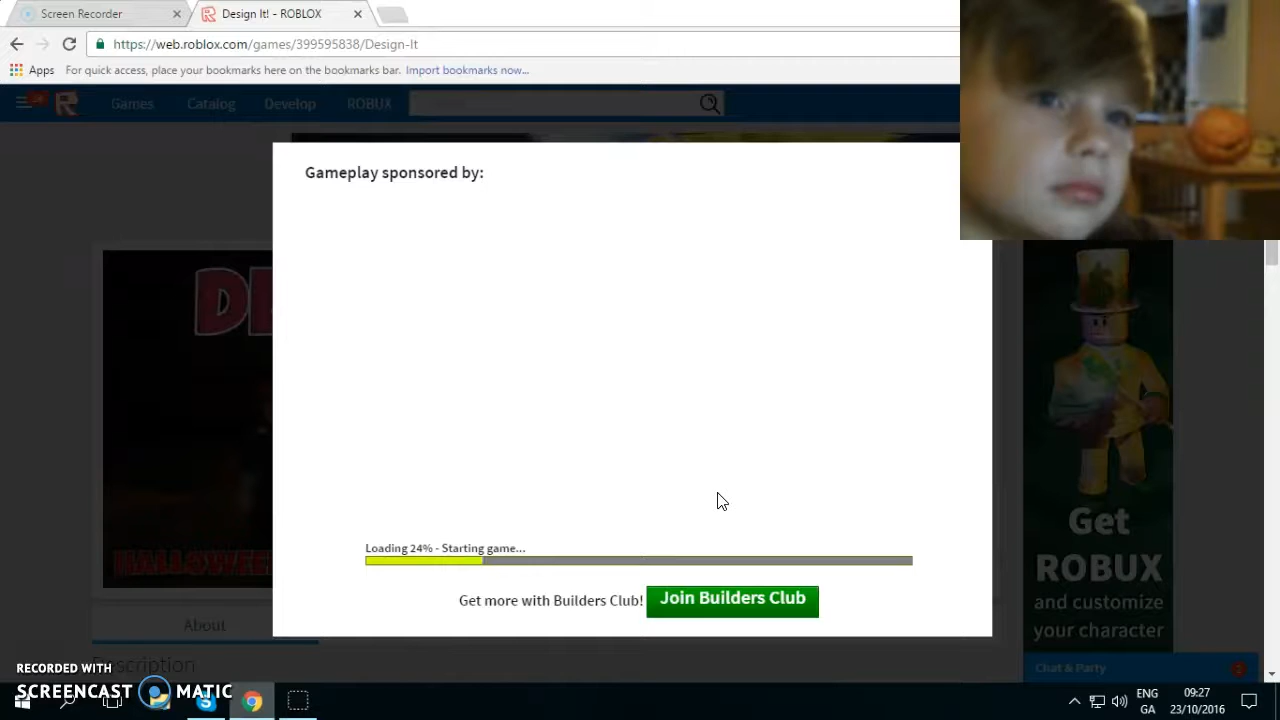 Screen Recorder
Design It! - ROBLOX
https://web.roblox.com/games/399595838/Design-It
Apps For quick access, place your bookmarks here on the bookmarks bar. Import bookmarks now...
Games Catalog Develop ROBUX
Gameplay sponsored by:
DE
HALLOWEE
Loading 24% - Starting game...
Get more with Builders Club! Join Builders Club
Get
ROBUX
and customize
your character
About
Description
Chat & Party
RECORDED WITH
SCREENCAST MATIC
ENG
GA
09:27
23/10/2016